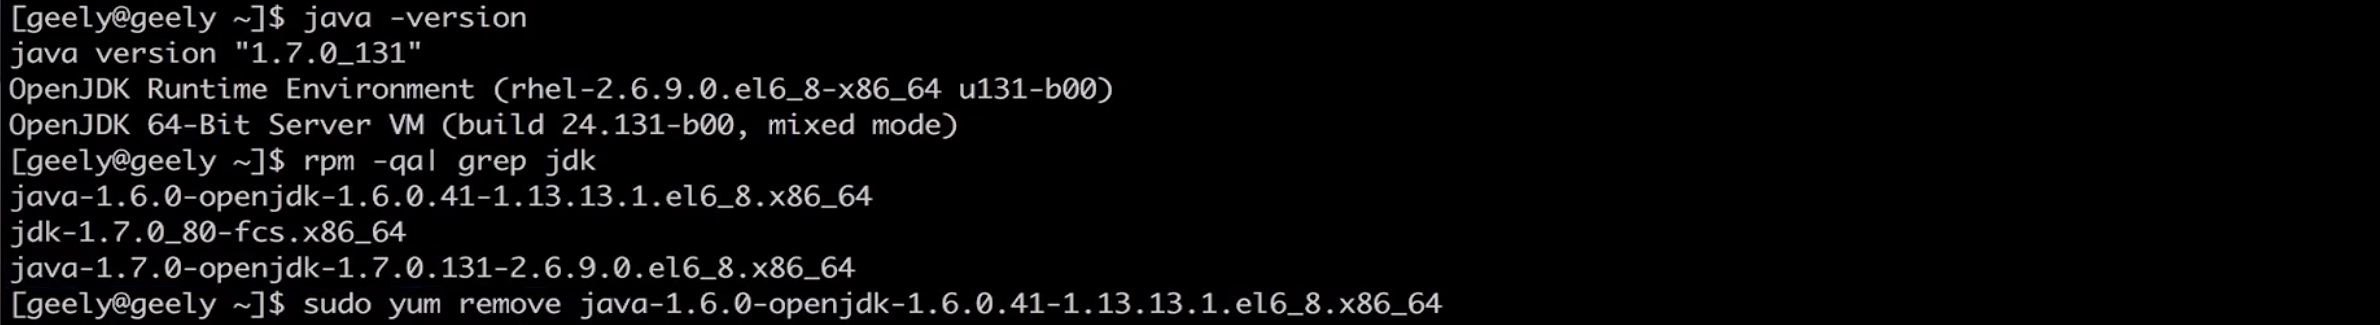 [geely@geely ~]$ java -version
java version "1.7.0_131"
OpenJDK Runtime Environment (rhel-2.6.9.0.el6_8-x86_64 u131-b00)
OpenJDK 64-Bit Server VM (build 24.131-b00, mixed mode)
[geely@geely ~]$ rpm -qa| grep jdk
java-1.6.0-openjdk-1.6.0.41-1.13.13.1.el6_8.x86_64
jdk-1.7.0_80-fcs.x86_64
java-1.7.0-openjdk-1.7.0.131-2.6.9.0.el6_8.x86_64
[geely@geely ~]$ sudo yum remove java-1.6.0-openjdk-1.6.0.41-1.13.13.1.el6_8.x86_64